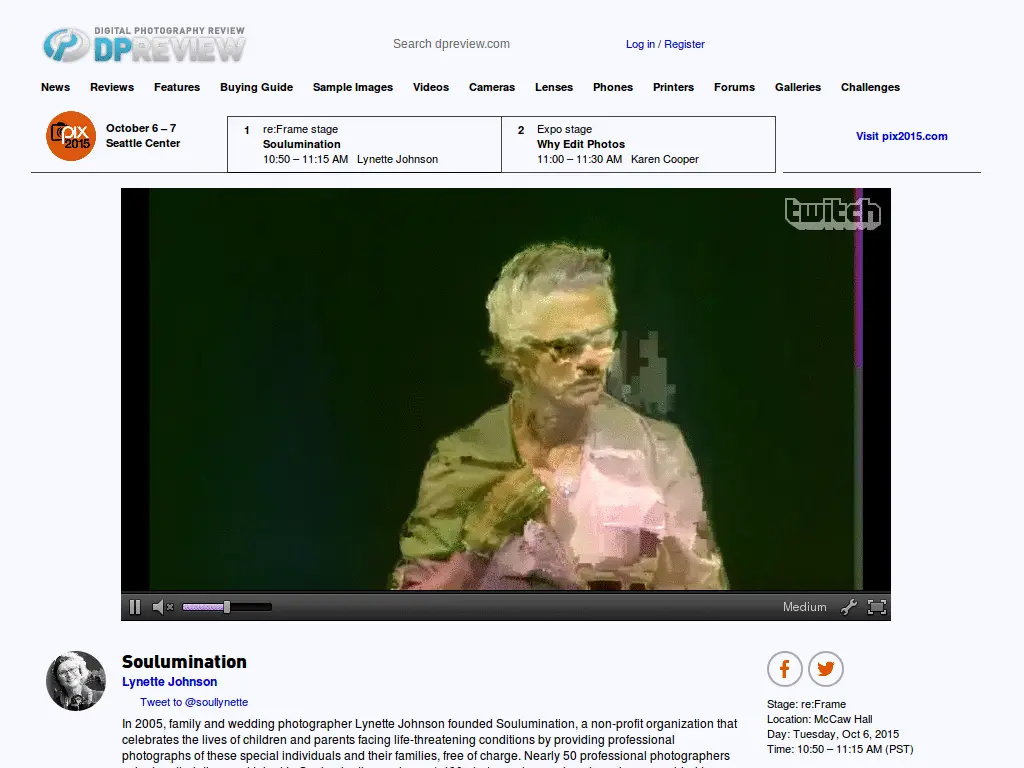 DIGITAL PHOTOGRAPHY REVIEW
DPREVIEW
Search dpreview.com
Log in / Register
News Reviews Features Buying Guide Sample Images Videos Cameras Lenses Phones Printers Forums Galleries Challenges
pix 2015
October 6 – 7
Seattle Center
1 re:Frame stage
Soulumination
10:50 – 11:15 AM Lynette Johnson
2 Expo stage
Why Edit Photos
11:00 – 11:30 AM Karen Cooper
Visit pix2015.com
twitch
Medium
Soulumination
Lynette Johnson
Tweet to @soullynette
In 2005, family and wedding photographer Lynette Johnson founded Soulumination, a non-profit organization that
celebrates the lives of children and parents facing life-threatening conditions by providing professional
photographs of these special individuals and their families, free of charge. Nearly 50 professional photographers
Stage: re:Frame
Location: McCaw Hall
Day: Tuesday, Oct 6, 2015
Time: 10:50 – 11:15 AM (PST)